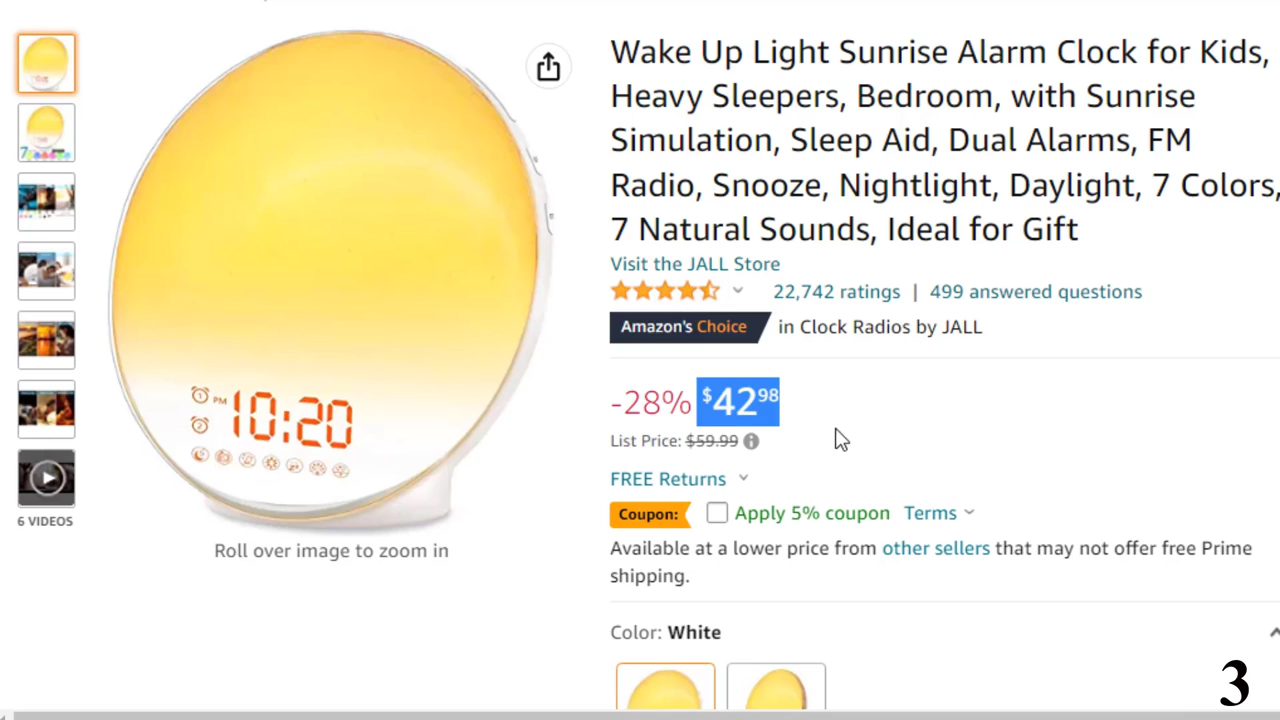 Wake Up Light Sunrise Alarm Clock for Kids,
Heavy Sleepers, Bedroom, with Sunrise
Simulation, Sleep Aid, Dual Alarms, FM
Radio, Snooze, Nightlight, Daylight, 7 Colors,
7 Natural Sounds, Ideal for Gift
Visit the JALL Store
22,742 ratings | 499 answered questions
Amazon's Choice in Clock Radios by JALL
-28% $42 98
List Price: $59.99
FREE Returns
Coupon: Apply 5% coupon Terms
Available at a lower price from other sellers that may not offer free Prime
shipping.
Color: White
PM 10:20
6 VIDEOS
Roll over image to zoom in
3